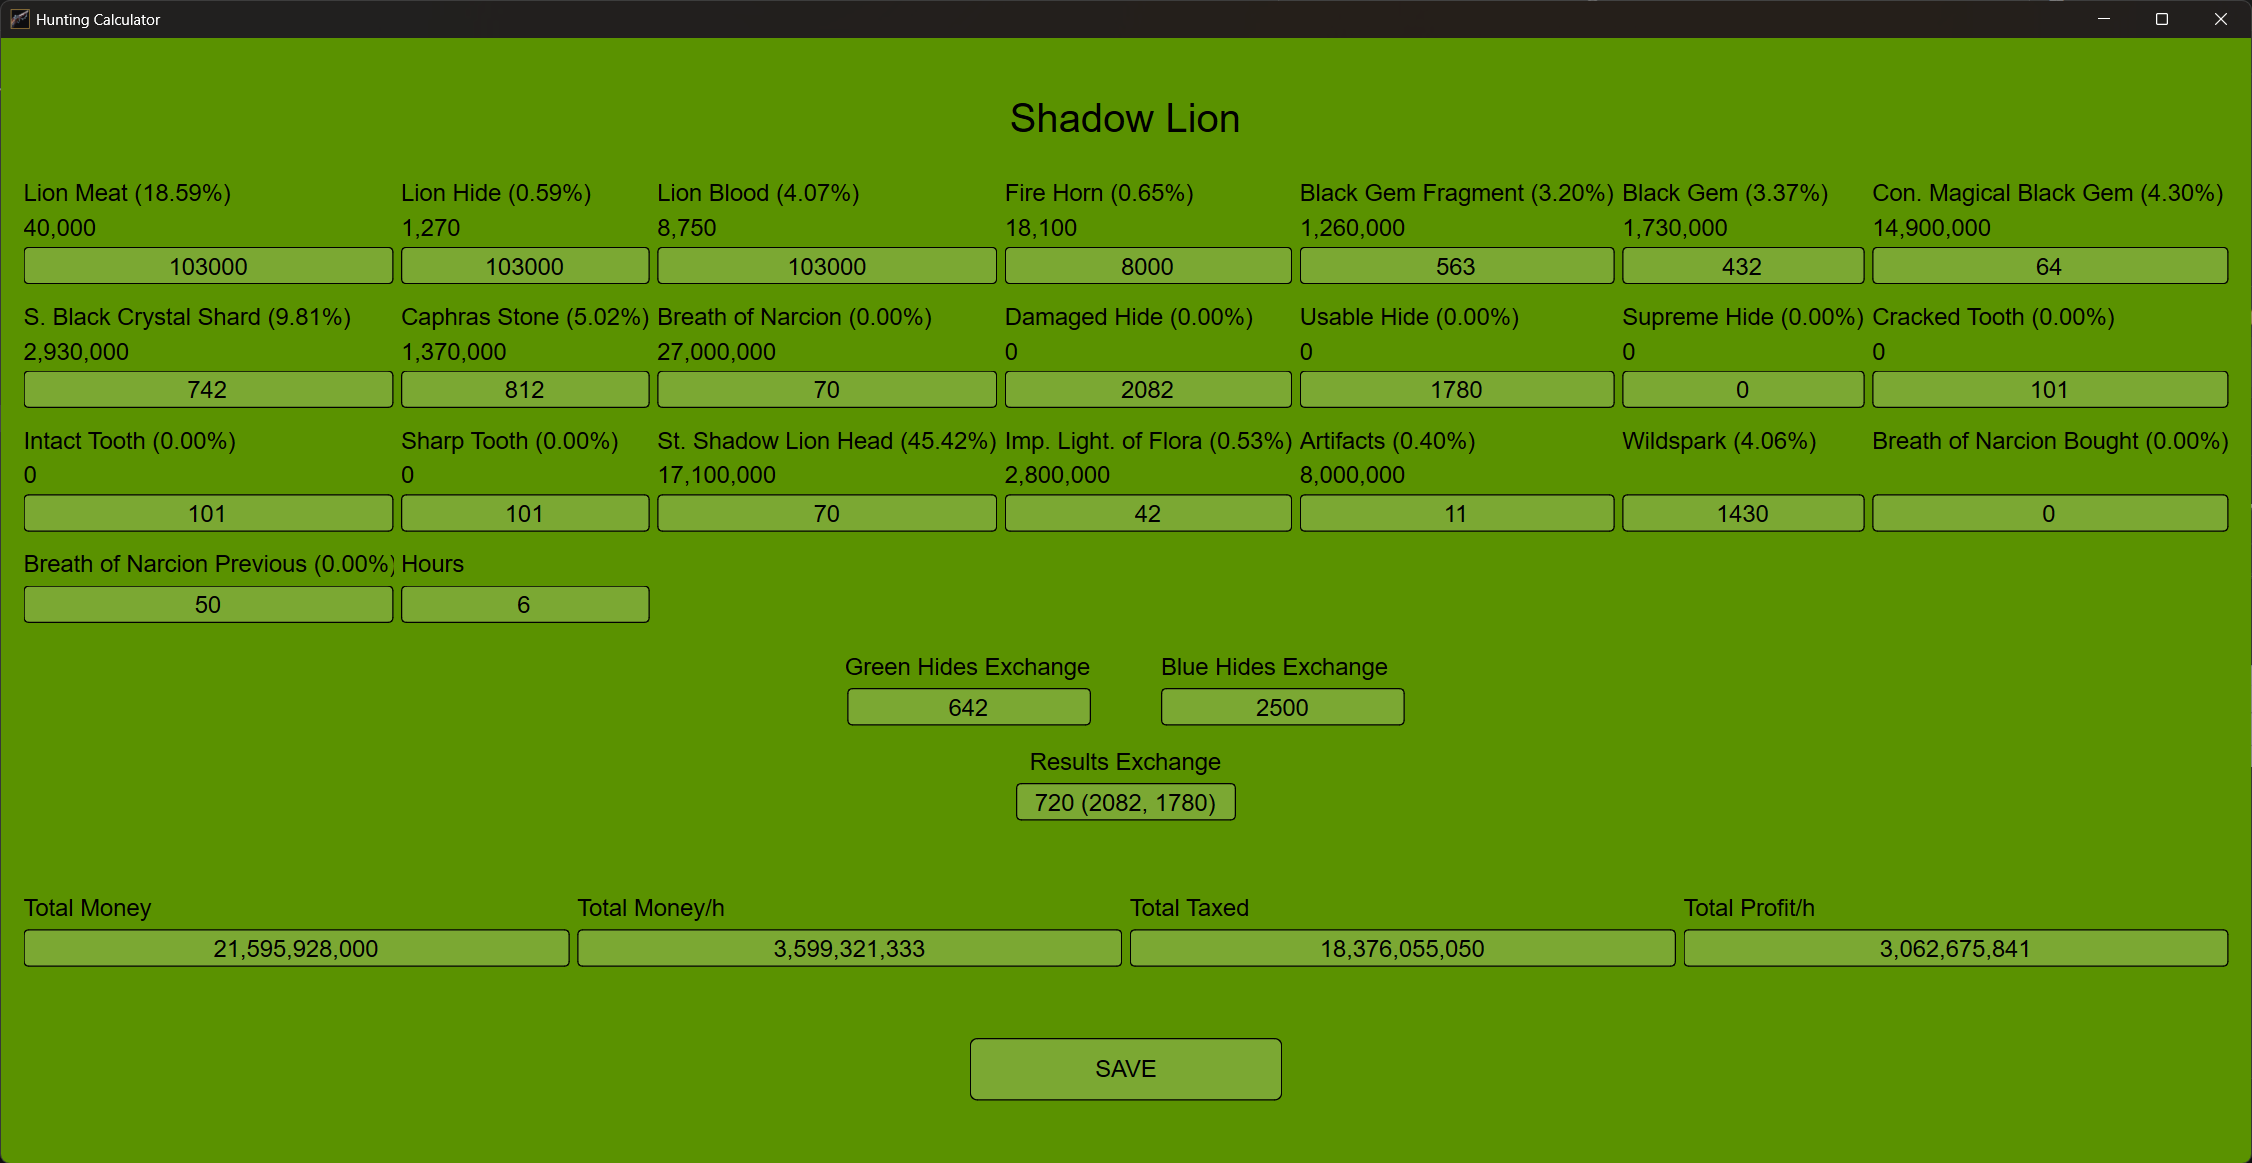 Hunting Calculator
Shadow Lion
Lion Meat (18.59%) Lion Hide (0.59%) Lion Blood (4.07%) Fire Horn (0.65%) Black Gem Fragment (3.20%) Black Gem (3.37%) Con. Magical Black Gem (4.30%)
40,000 1,270 8,750 18,100 1,260,000 1,730,000 14,900,000
103000 103000 103000 8000 563 432 64
S. Black Crystal Shard (9.81%) Caphras Stone (5.02%) Breath of Narcion (0.00%) Damaged Hide (0.00%) Usable Hide (0.00%) Supreme Hide (0.00%) Cracked Tooth (0.00%)
2,930,000 1,370,000 27,000,000 0 0 0 0
742 812 70 2082 1780 0 101
Intact Tooth (0.00%) Sharp Tooth (0.00%) St. Shadow Lion Head (45.42%) Imp. Light. of Flora (0.53%) Artifacts (0.40%) Wildspark (4.06%) Breath of Narcion Bought (0.00%)
0 0 17,100,000 2,800,000 8,000,000
101 101 70 42 11 1430 0
Breath of Narcion Previous (0.00%) Hours
50 6
Green Hides Exchange Blue Hides Exchange
642 2500
Results Exchange
720 (2082, 1780)
Total Money Total Money/h Total Taxed Total Profit/h
21,595,928,000 3,599,321,333 18,376,055,050 3,062,675,841
SAVE